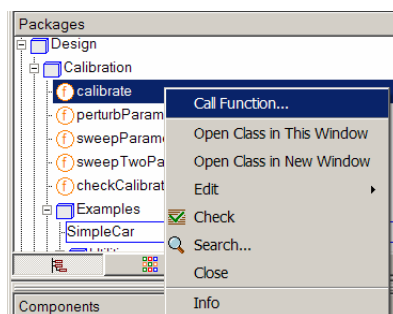 Packages
Design
Calibration
calibrate
perturbParam
sweepParame
sweepTwoPa
checkCalibrat
Examples
SimpleCar
Call Function...
Open Class in This Window
Open Class in New Window
Edit
Check
Search...
Close
Info
Components